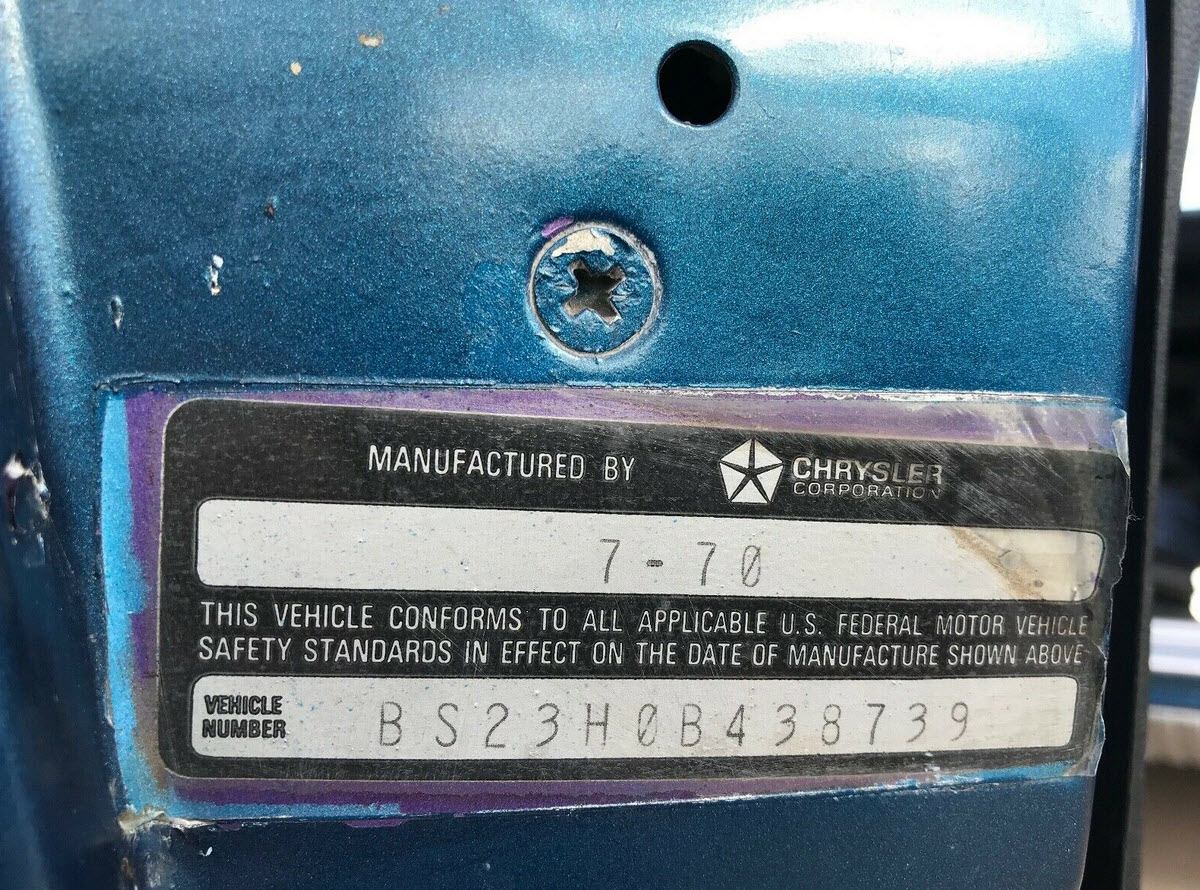 MANUFACTURED BY CHRYSLER
CORPORATION
7-70
THIS VEHICLE CONFORMS TO ALL APPLICABLE U.S. FEDERAL MOTOR VEHICLE
SAFETY STANDARDS IN EFFECT ON THE DATE OF MANUFACTURE SHOWN ABOVE
VEHICLE
NUMBER
BS23H0B438739